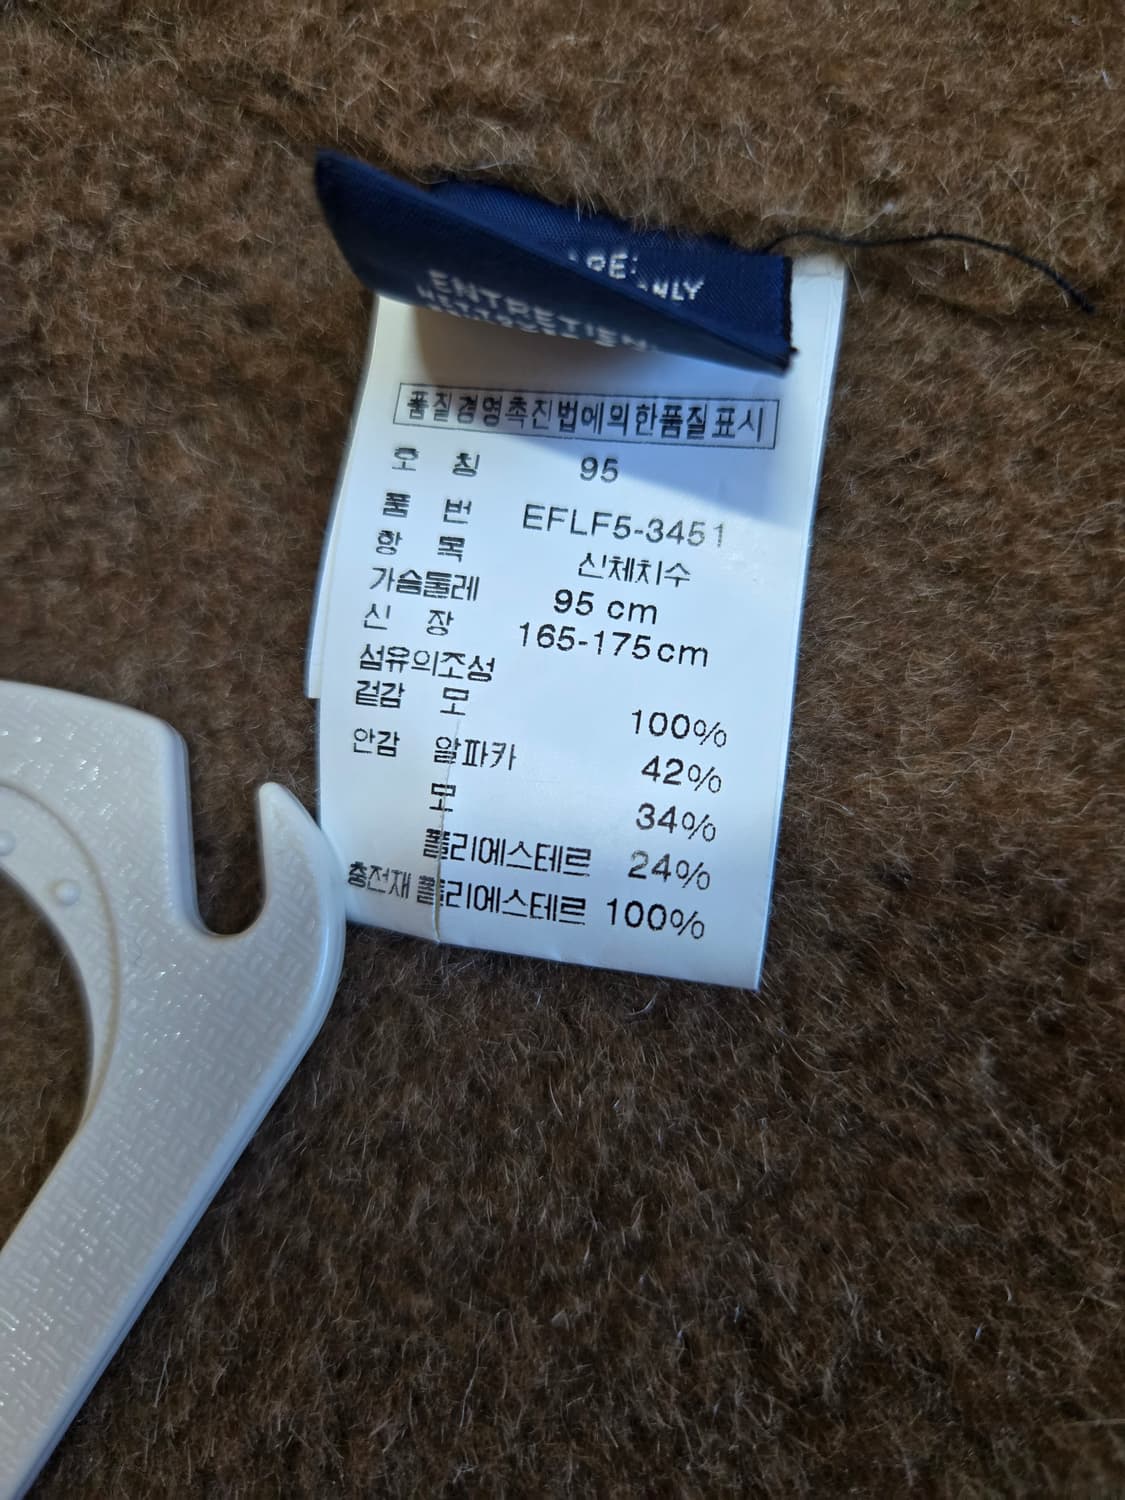 ENTRETIEN
품질경영촉진법에의한품질표시
호 칭 95
품 번 EFLF5-3451
항 목 신체치수
가슴둘레 95 cm
신 장 165-175cm
섬유의조성
겉감 모 100%
안감 알파카 42%
모 34%
폴리에스테르 24%
충전재 폴리에스테르 100%